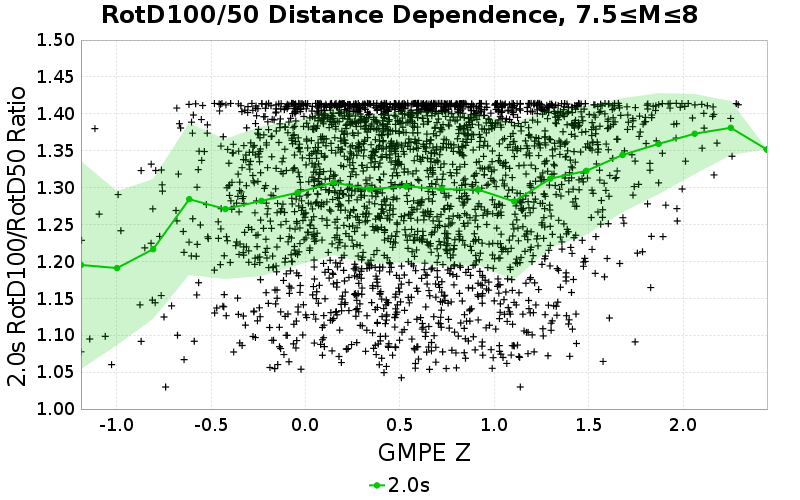 RotD100/50 Distance Dependence, 7.5≤M≤8
1.50
1.45
1.40
1.35
1.30
1.25
1.20
1.15
1.10
1.05
1.00
2.0s RotD100/RotD50 Ratio
-1.0 -0.5 0.0 0.5 1.0 1.5 2.0
GMPE Z
2.0s